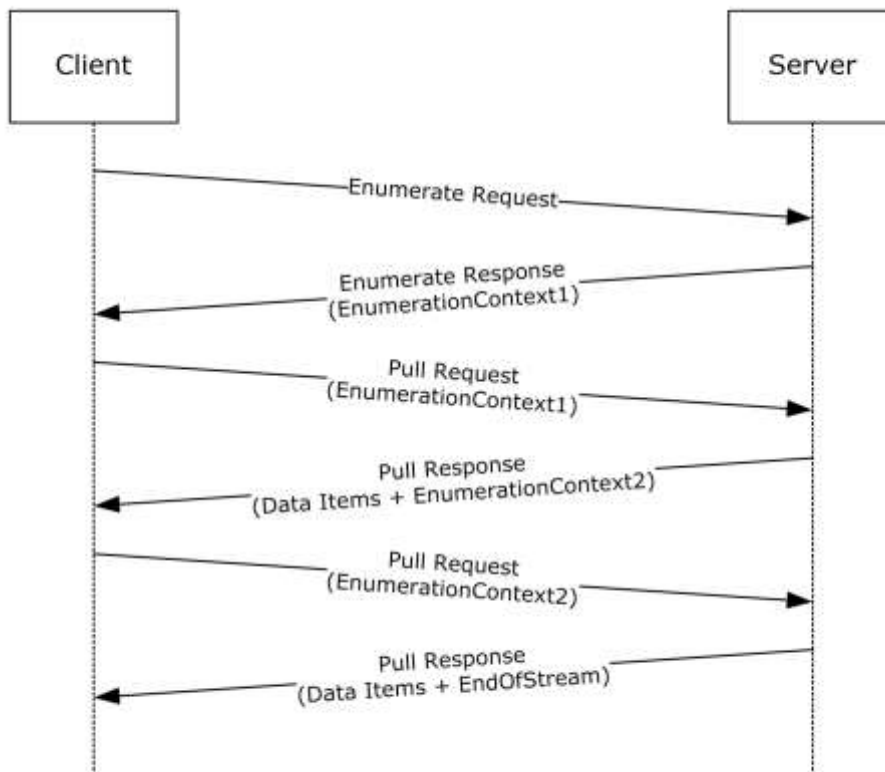 Client
Server
Enumerate Request
Enumerate Response
(EnumerationContext1)
Pull Request
(EnumerationContext1)
Pull Response
(Data Items + EnumerationContext2)
Pull Request
(EnumerationContext2)
Pull Response
(Data Items + EndOfStream)